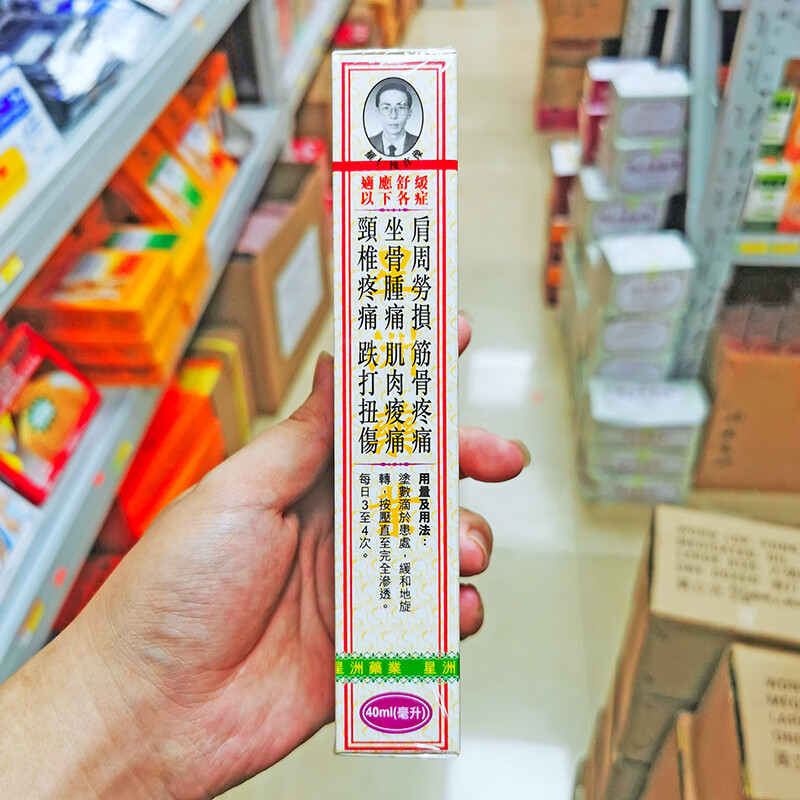 適應舒緩
以下各症
肩周勞損 筋骨疼痛
坐骨腫痛 肌肉痠痛
頸椎疼痛 跌打扭傷
用量及用法：
塗數滴於患處，緩和地旋
轉，按壓直至完全滲透。
每日3至4次。
星洲藥業 星洲
40ml(毫升)